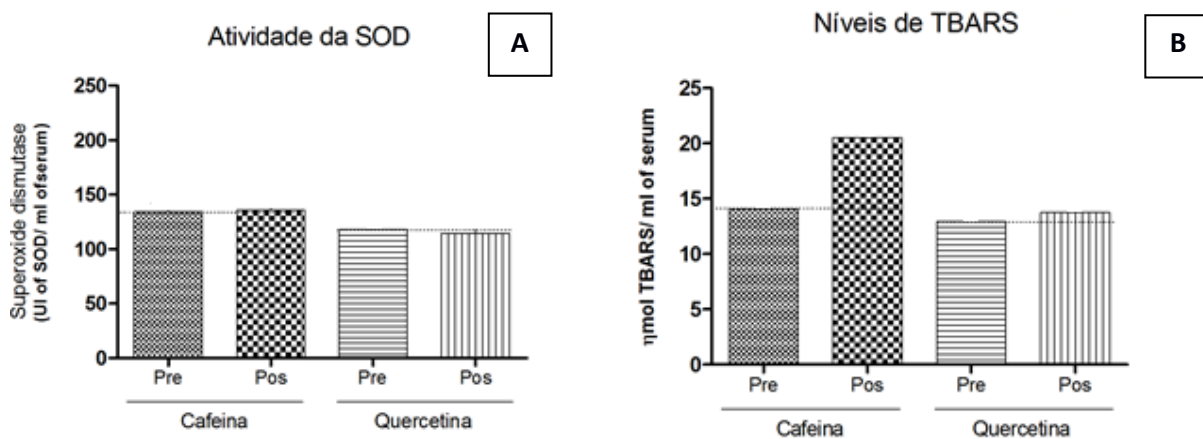 Atividade da SOD
A
Superoxide dismutase
(UI of SOD/ ml ofserum)
250
200
150
100
50
0
Pre
Pos
Pre
Pos
Cafeina
Quercetina
Níveis de TBARS
B
ηmol TBARS/ ml of serum
25
20
15
10
5
0
Pre
Pos
Pre
Pos
Cafeina
Quercetina